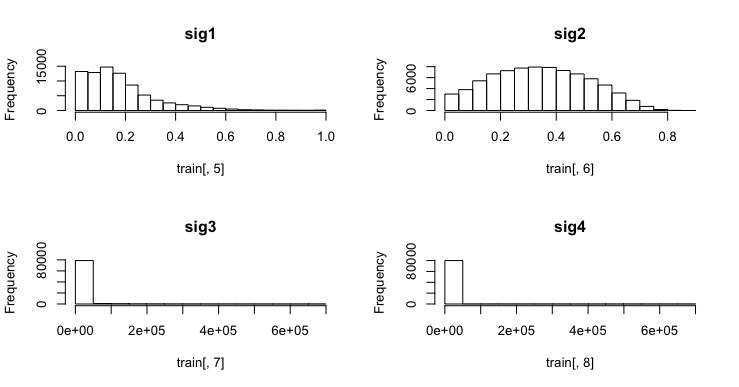 sig1
Frequency
0 15000
0.0 0.2 0.4 0.6 0.8 1.0
train[, 5]
sig2
Frequency
0 6000
0.0 0.2 0.4 0.6 0.8
train[, 6]
sig3
Frequency
0 80000
0e+00 2e+05 4e+05 6e+05
train[, 7]
sig4
Frequency
0 80000
0e+00 2e+05 4e+05 6e+05
train[, 8]